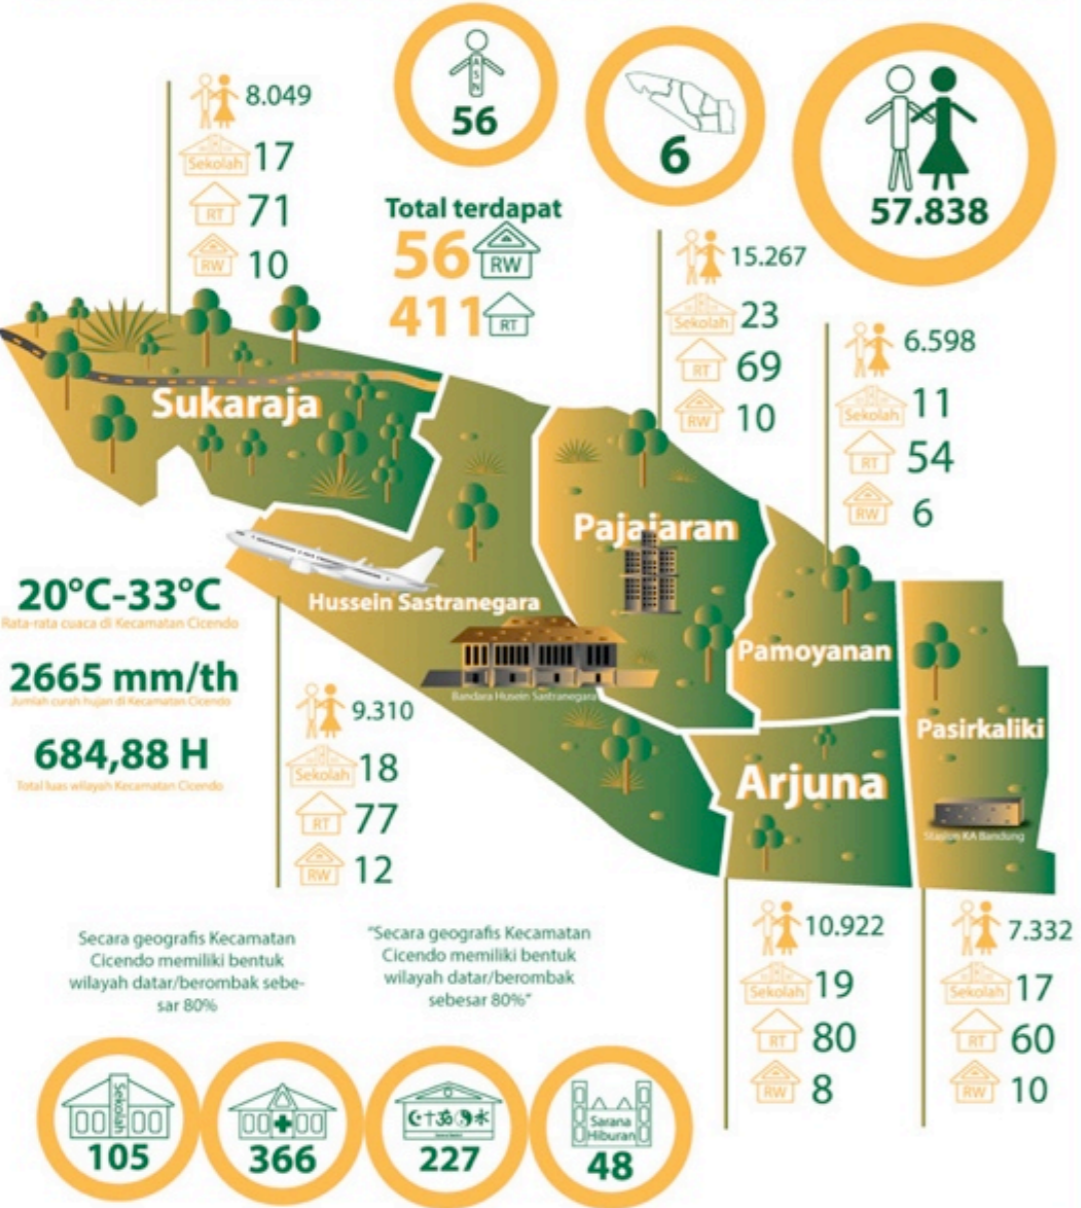 ASN
56
6
57.838
8.049
Sekolah 17
RT 71
RW 10
Total terdapat
56 RW
411 RT
15.267
Sekolah 23
RT 69
RW 10
6.598
Sekolah 11
RT 54
RW 6
Sukaraja
Pajajaran
Hussein Sastranegara
Bandara Husein Sastranegara
Pamoyanan
Pasirkaliki
Arjuna
Stasiun KA Bandung
20°C-33°C
Rata-rata cuaca di Kecamatan Cicendo
2665 mm/th
Jumlah curah hujan di Kecamatan Cicendo
684,88 H
Total luas wilayah Kecamatan Cicendo
9.310
Sekolah 18
RT 77
RW 12
10.922
Sekolah 19
RT 80
RW 8
7.332
Sekolah 17
RT 60
RW 10
Secara geografis Kecamatan
Cicendo memiliki bentuk
wilayah datar/berombak sebe-
sar 80%
"Secara geografis Kecamatan
Cicendo memiliki bentuk
wilayah datar/berombak
sebesar 80%"
Sekolah
105
366
227
Sarana
Hiburan
48